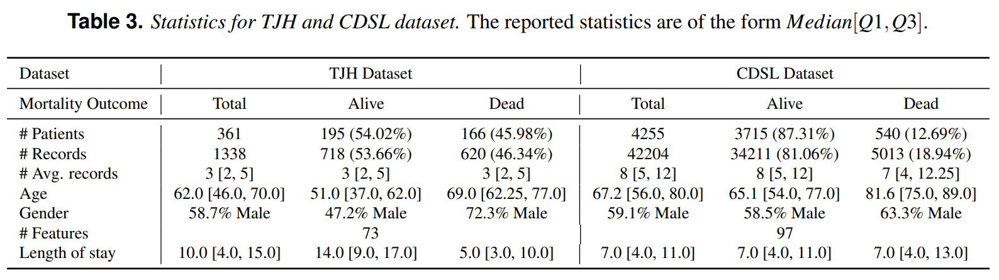 Table 3. Statistics for TJH and CDSL dataset. The reported statistics are of the form Median[Q1,Q3].
Dataset TJH Dataset CDSL Dataset
Mortality Outcome Total Alive Dead Total Alive Dead
# Patients 361 195 (54.02%) 166 (45.98%) 4255 3715 (87.31%) 540 (12.69%)
# Records 1338 718 (53.66%) 620 (46.34%) 42204 34211 (81.06%) 5013 (18.94%)
# Avg. records 3 [2, 5] 3 [2, 5] 3 [2, 5] 8 [5, 12] 8 [5, 12] 7 [4, 12.25]
Age 62.0 [46.0, 70.0] 51.0 [37.0, 62.0] 69.0 [62.25, 77.0] 67.2 [56.0, 80.0] 65.1 [54.0, 77.0] 81.6 [75.0, 89.0]
Gender 58.7% Male 47.2% Male 72.3% Male 59.1% Male 58.5% Male 63.3% Male
# Features 73 97
Length of stay 10.0 [4.0, 15.0] 14.0 [9.0, 17.0] 5.0 [3.0, 10.0] 7.0 [4.0, 11.0] 7.0 [4.0, 11.0] 7.0 [4.0, 13.0]